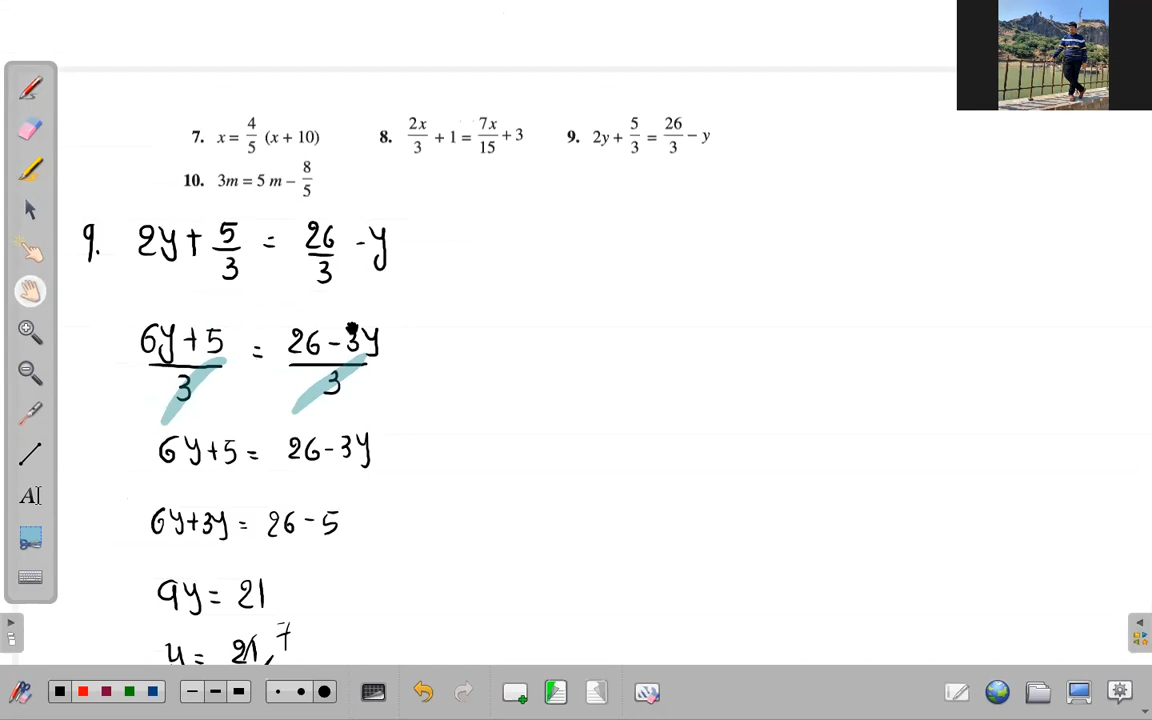 7. x = 4/5 (x + 10) 8. 2x/3 + 1 = 7x/15 + 3 9. 2y + 5/3 = 26/3 − y
10. 3m = 5 m − 8/5
9. 2y + 5/3 = 26/3 - y
6y + 5/3 = 26 - 3y/3
6y + 5 = 26 - 3y
6y + 3y = 26 - 5
9y = 21
y = 21 7